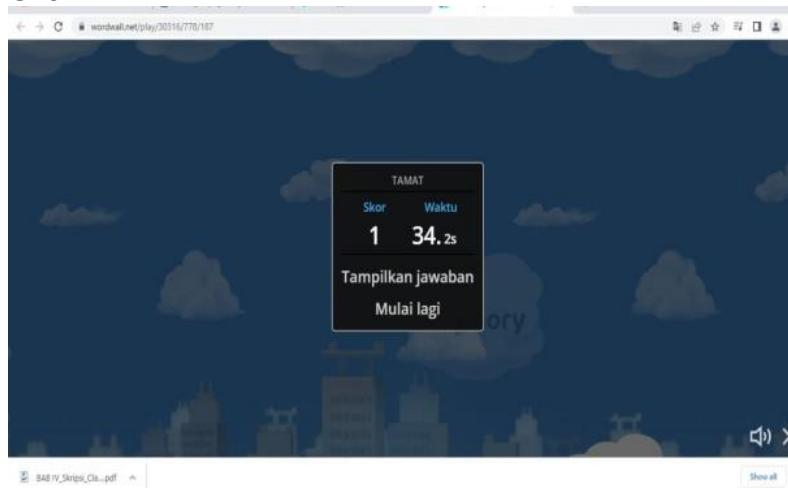 wordwall.net/play/30316/778/187
TAMAT
Skor Waktu
1 34.2s
Tampilkan jawaban
Mulai lagi
ory
BAB IV_Skripsi_Cla...pdf
Show all